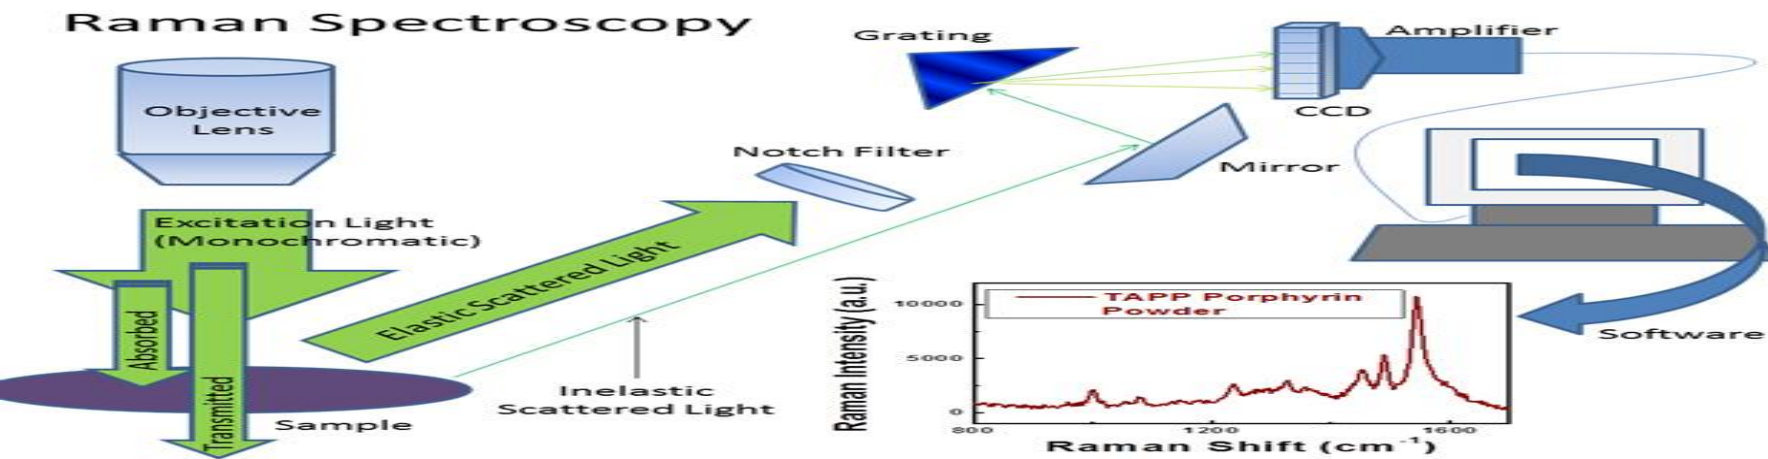 Raman Spectroscopy
Objective
Lens
Excitation Light
(Monochromatic)
Absorbed
Transmitted
Sample
Elastic Scattered Light
Inelastic
Scattered Light
Notch Filter
Grating
Mirror
CCD
Amplifier
Software
TAPP Porphyrin
Powder
Raman Intensity (a.u.)
10000
5000
0
800
1200
1600
Raman Shift (cm⁻¹)